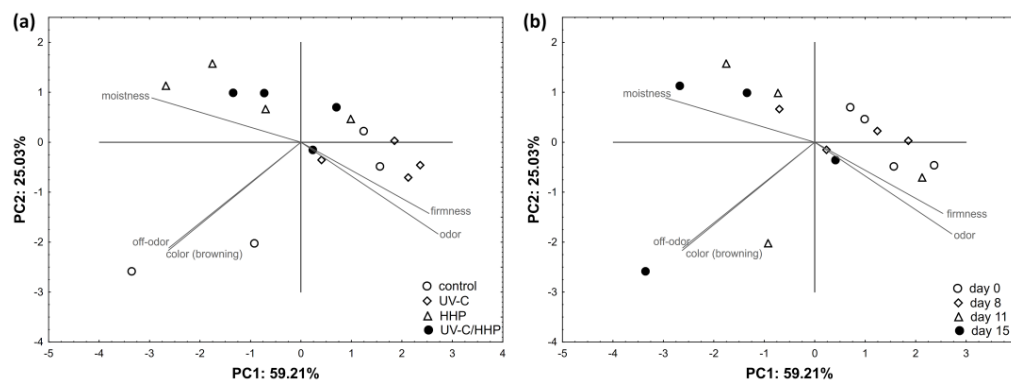 (a)
2
1
0
-1
-2
-3
-4
PC2: 25.03%
moistness
firmness
odor
off-odor
color (browning)
control
UV-C
HHP
UV-C/HHP
-5 -4 -3 -2 -1 0 1 2 3 4
PC1: 59.21%
(b)
2
1
0
-1
-2
-3
-4
PC2: 25.03%
moistness
firmness
odor
off-odor
color (browning)
day 0
day 8
day 11
day 15
-5 -4 -3 -2 -1 0 1 2 3 4
PC1: 59.21%